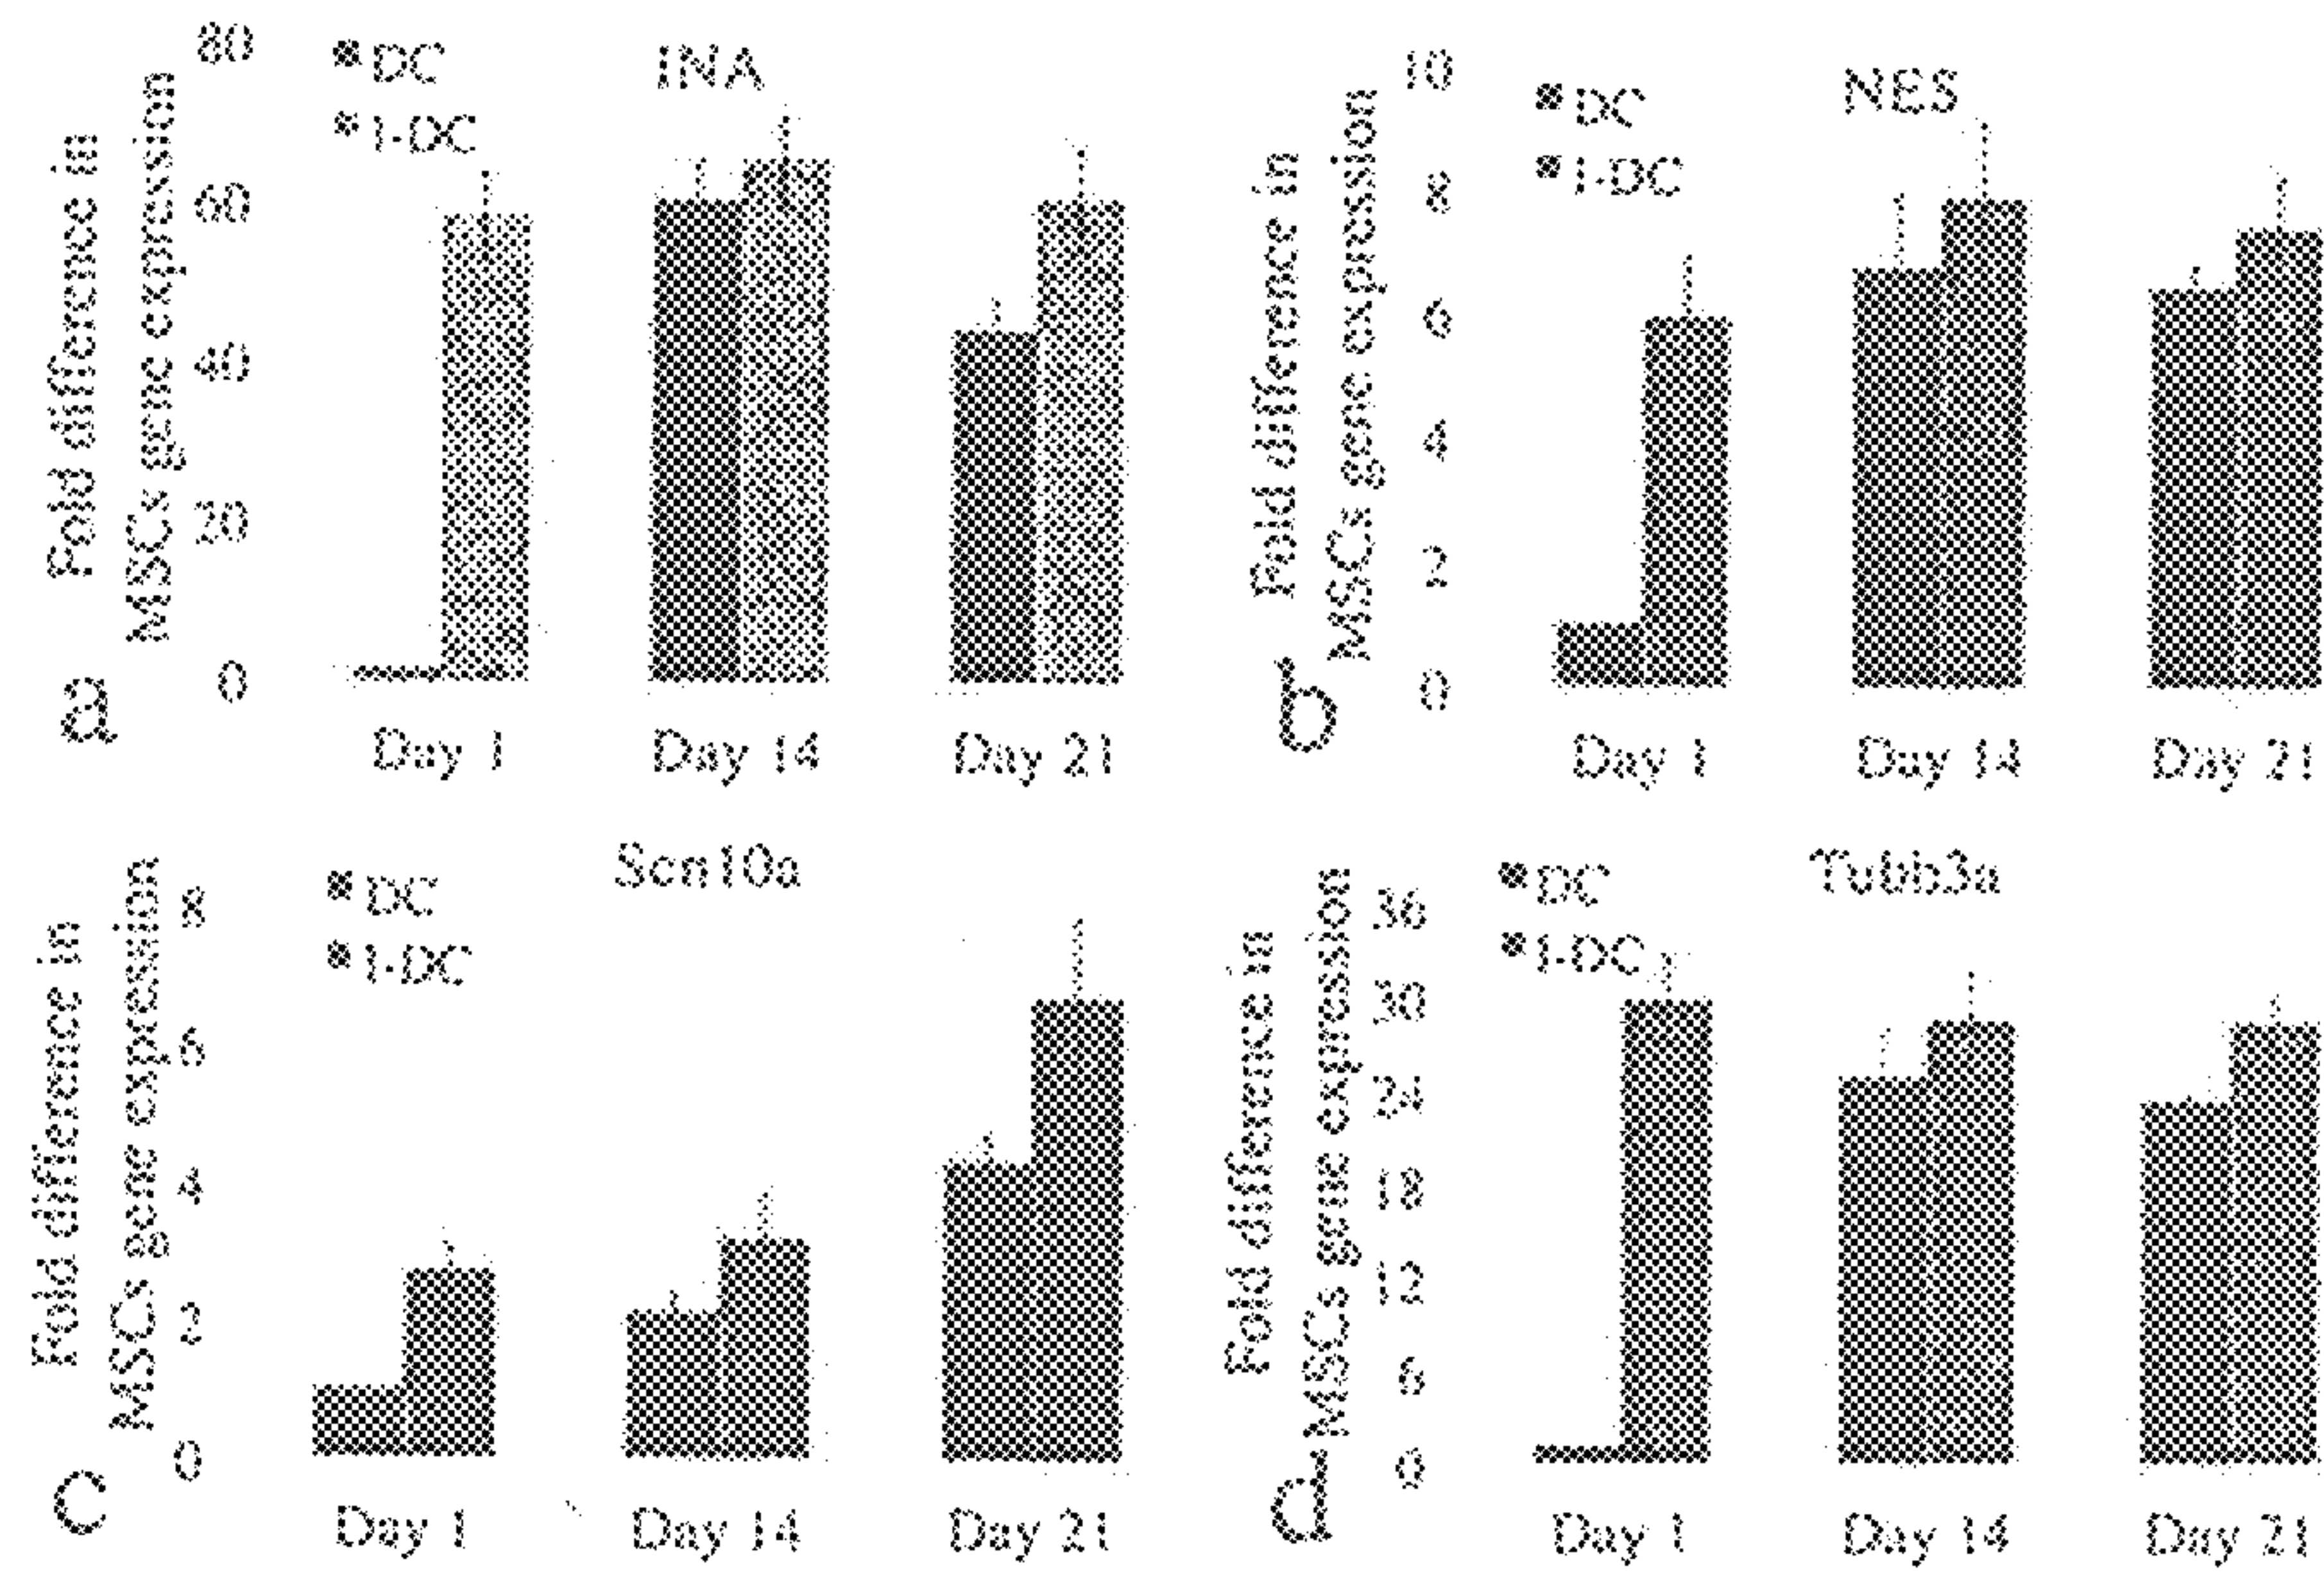 Fold difference in
MSCs gene expression
80
60
40
20
0
DC
I-DC
INA
Day 1
Day 14
Day 21
a
Fold difference in
MSCs gene expression
10
8
6
4
2
0
DC
I-DC
NES
Day 1
Day 14
Day 21
b
Fold difference in
MSCs gene expression
8
6
4
2
0
DC
I-DC
Scn10a
Day 1
Day 14
Day 21
c
Fold difference in
MSCs gene expression
36
30
24
18
12
6
0
DC
I-DC
Tubb3a
Day 1
Day 14
Day 21
d